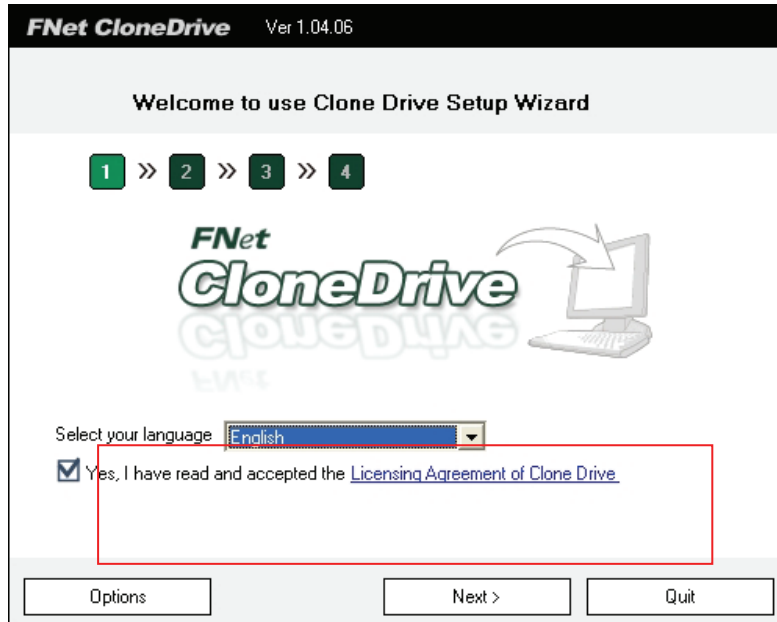 FNet CloneDrive Ver 1.04.06
Welcome to use Clone Drive Setup Wizard
1 » 2 » 3 » 4
FNet
CloneDrive
Select your language English
Yes, I have read and accepted the Licensing Agreement of Clone Drive
Options Next > Quit